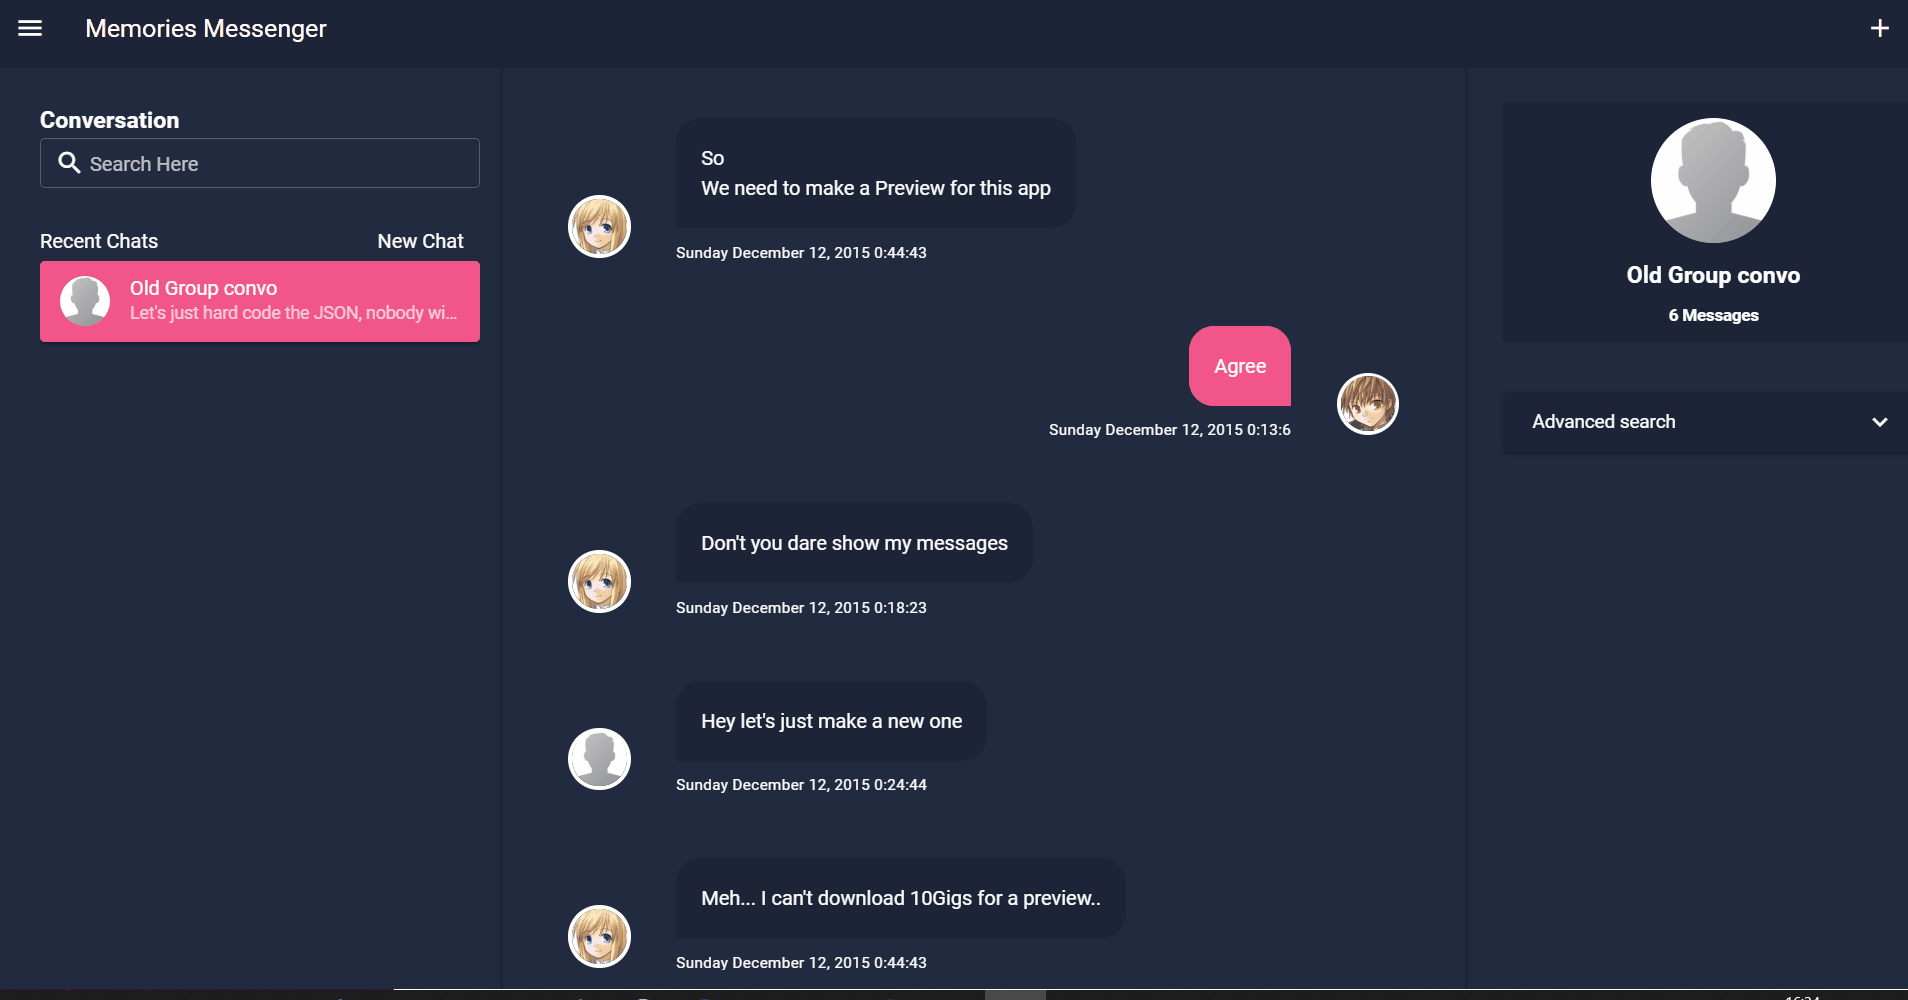 Memories Messenger
Conversation
Search Here
Recent Chats
New Chat
Old Group convo
Let's just hard code the JSON, nobody wi...
So
We need to make a Preview for this app
Sunday December 12, 2015 0:44:43
Agree
Sunday December 12, 2015 0:13:6
Don't you dare show my messages
Sunday December 12, 2015 0:18:23
Hey let's just make a new one
Sunday December 12, 2015 0:24:44
Meh... I can't download 10Gigs for a preview..
Sunday December 12, 2015 0:44:43
Old Group convo
6 Messages
Advanced search